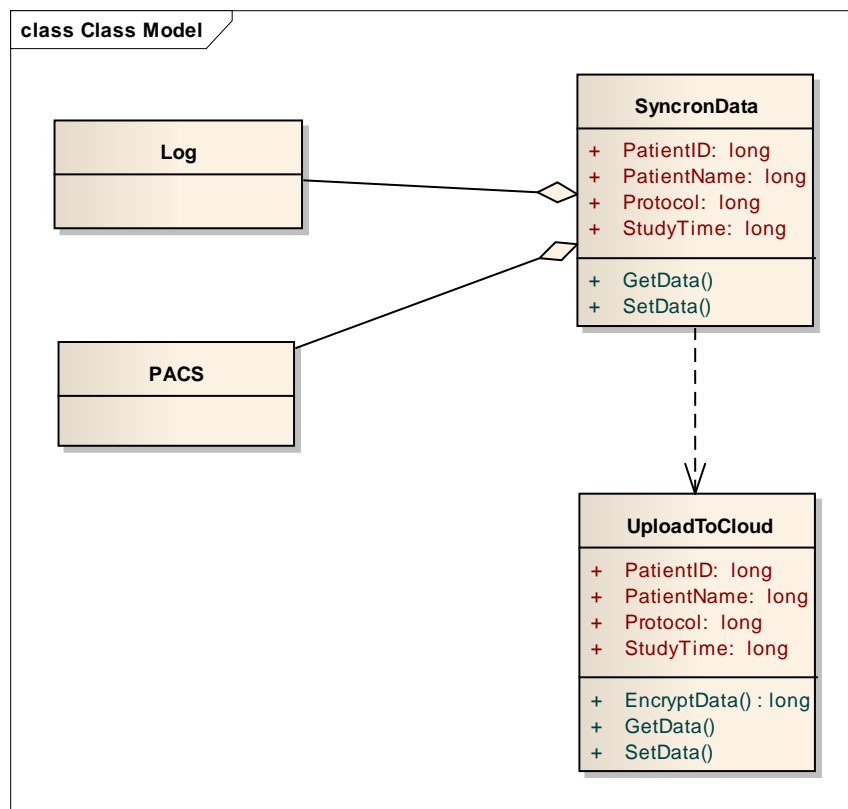 class Class Model
Log
PACS
SyncronData
+ PatientID: long
+ PatientName: long
+ Protocol: long
+ StudyTime: long
+ GetData()
+ SetData()
UploadToCloud
+ PatientID: long
+ PatientName: long
+ Protocol: long
+ StudyTime: long
+ EncryptData() : long
+ GetData()
+ SetData()